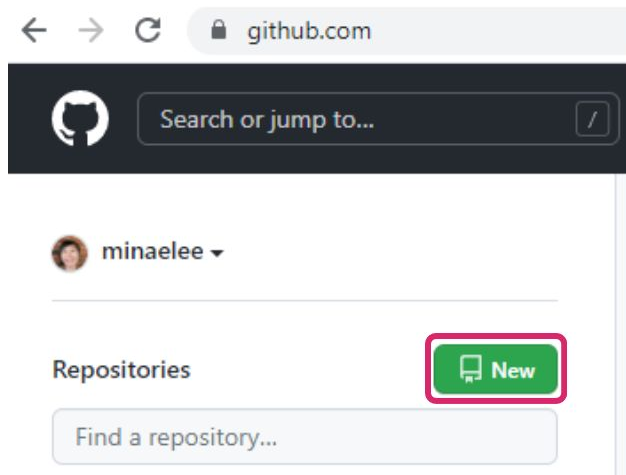 github.com
Search or jump to... /
minaelee
Repositories New
Find a repository...